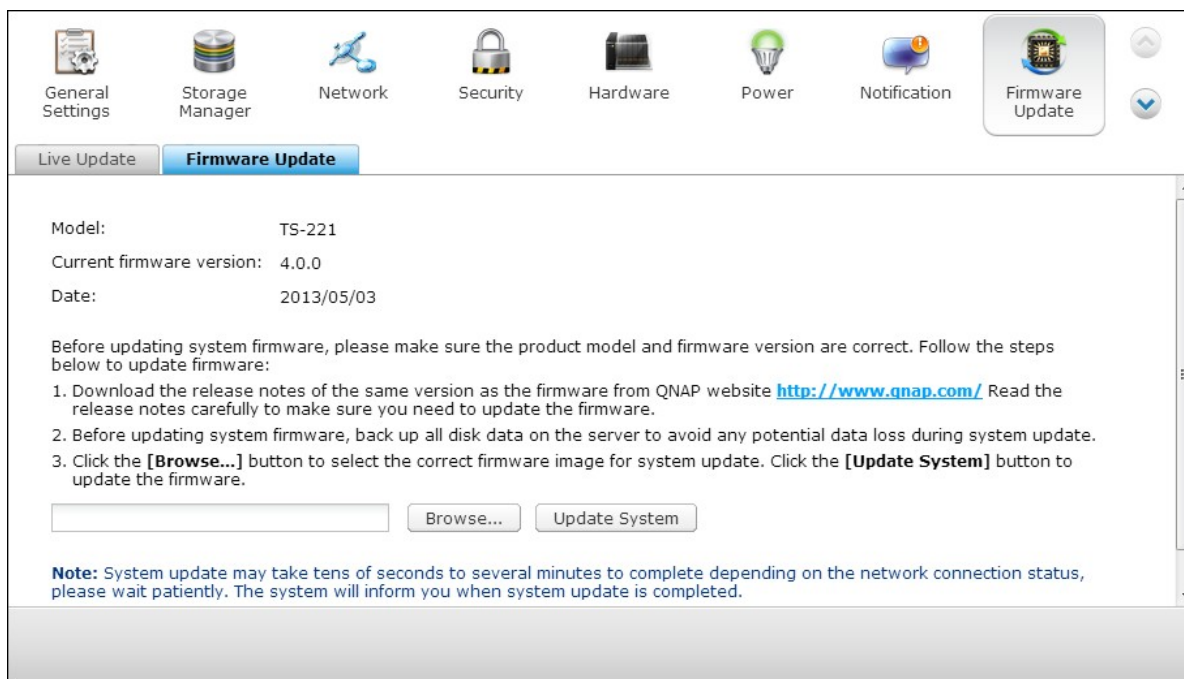 General Settings
Storage Manager
Network
Security
Hardware
Power
Notification
Firmware Update
Live Update
Firmware Update
Model: TS-221
Current firmware version: 4.0.0
Date: 2013/05/03
Before updating system firmware, please make sure the product model and firmware version are correct. Follow the steps
below to update firmware:
1. Download the release notes of the same version as the firmware from QNAP website http://www.qnap.com/ Read the
release notes carefully to make sure you need to update the firmware.
2. Before updating system firmware, back up all disk data on the server to avoid any potential data loss during system update.
3. Click the [Browse...] button to select the correct firmware image for system update. Click the [Update System] button to
update the firmware.
Browse... Update System
Note: System update may take tens of seconds to several minutes to complete depending on the network connection status,
please wait patiently. The system will inform you when system update is completed.